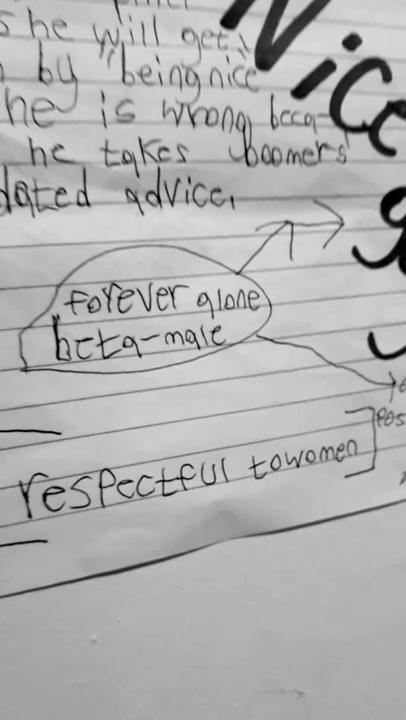 he will get
by "being nice
he is wrong beca-
he takes boomers'
dated advice.
Nice
forever alone
beta-male
respectful to women